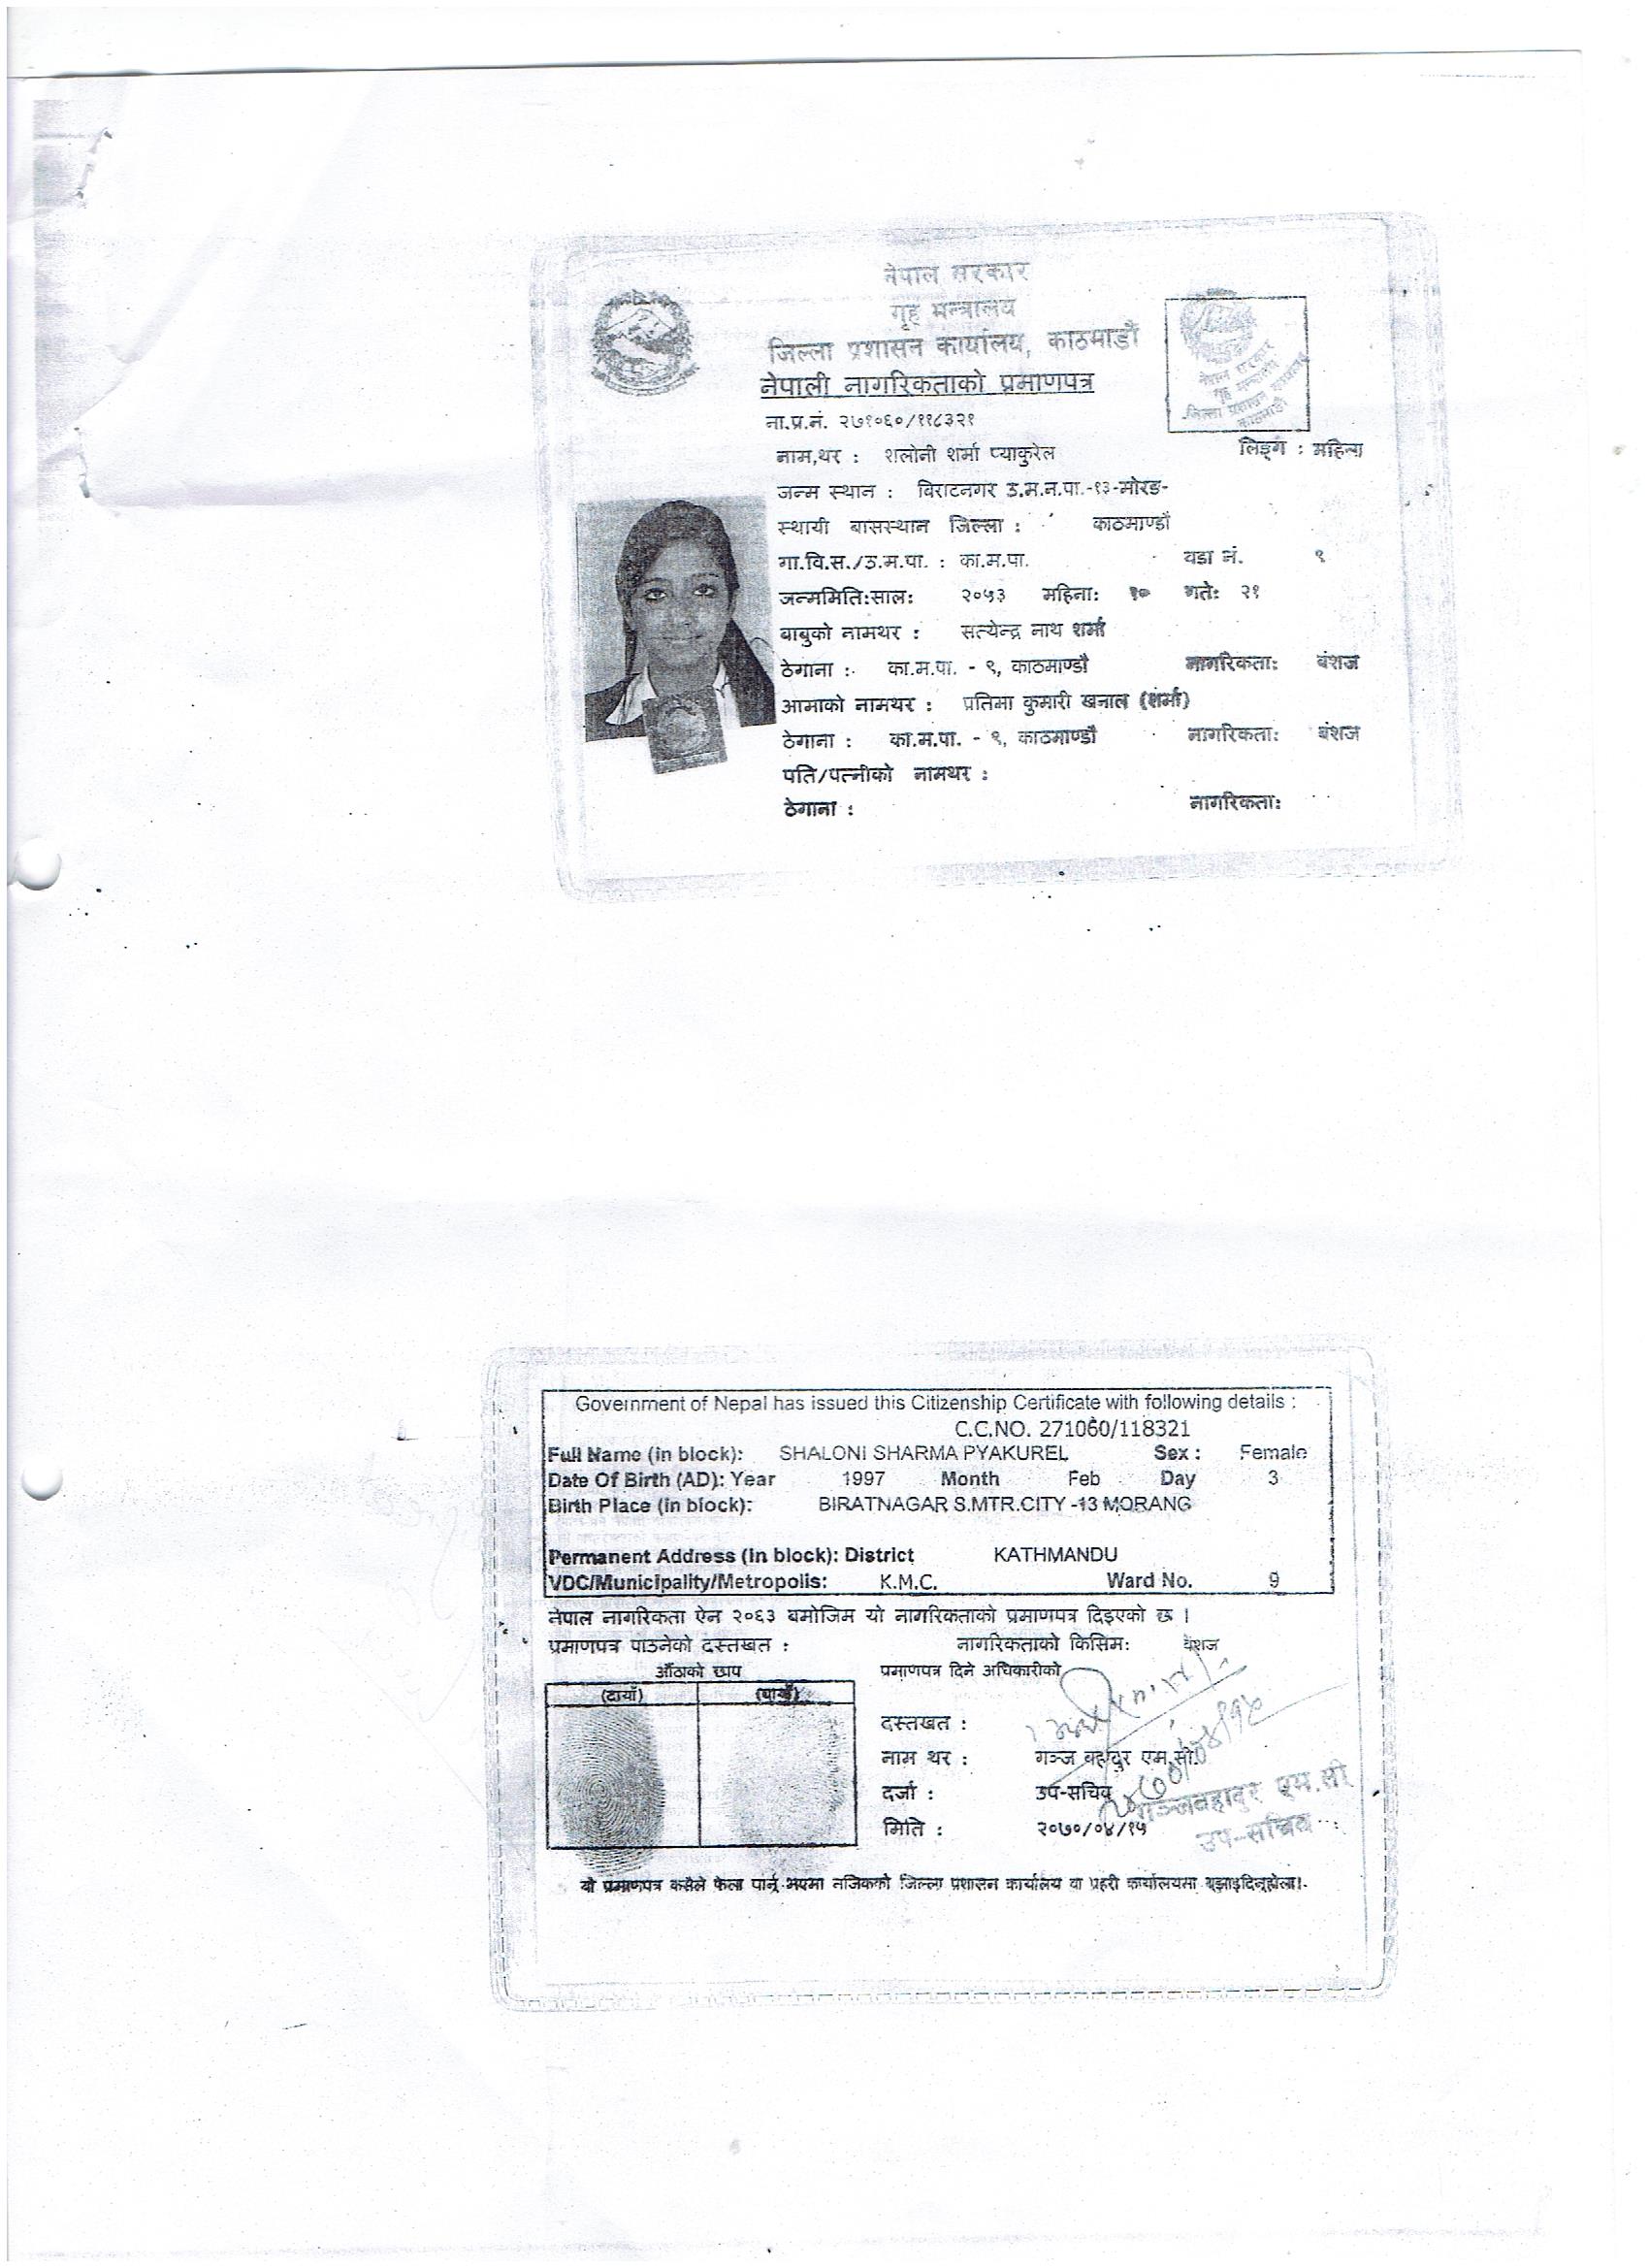 नेपाल सरकार
गृह मन्त्रालय
जिल्ला प्रशासन कार्यालय, काठमाडौं
नेपाली नागरिकताको प्रमाणपत्र
नेपाल सरकार
गृह मन्त्रालय
जिल्ला प्रशासन कार्यालय
काठमाडौं
ना.प्र.नं. २७१०६०/११८३२१
नाम,थर : शलोनी शर्मा प्याकुरेल लिङ्ग : महिला
जन्म स्थान : विराटनगर उ.म.न.पा.-१३-मोरङ-
स्थायी बासस्थान जिल्ला : काठमाण्डौ
गा.वि.स./उ.म.पा. : का.म.पा. वडा नं. ९
जन्ममिति:साल: २०५३ महिना: १० गते: २१
बाबुको नामथर : सत्येन्द्र नाथ शर्मा
ठेगाना : का.म.पा. - ९, काठमाण्डौ नागरिकता: बंशज
आमाको नामथर : प्रतिमा कुमारी खनाल (शर्मा)
ठेगाना : का.म.पा. - ९, काठमाण्डौ नागरिकता: बंशज
पति/पत्नीको नामथर :
ठेगाना : नागरिकता:
Government of Nepal has issued this Citizenship Certificate with following details :
C.C.NO. 271060/118321
Full Name (in block): SHALONI SHARMA PYAKUREL Sex : Female
Date Of Birth (AD): Year 1997 Month Feb Day 3
Birth Place (in block): BIRATNAGAR S.MTR.CITY -13 MORANG
Permanent Address (in block): District KATHMANDU
VDC/Municipality/Metropolis: K.M.C. Ward No. 9
नेपाल नागरिकता ऐन २०६३ बमोजिम यो नागरिकताको प्रमाणपत्र दिइएको छ ।
प्रमाणपत्र पाउनेको दस्तखत : नागरिकताको किसिम: बंशज
औंठाको छाप प्रमाणपत्र दिने अधिकारीको
(दायाँ) (बायाँ)
दस्तखत :
नाम थर : गञ्ज बहादुर एम.सी.
दर्जा : उप-सचिव
गञ्जबहादुर एम.सी
मिति : २०७०/०४/१५
उप-सचिव
यो प्रमाणपत्र कसैले फेला पार्नु भएमा नजिकको जिल्ला प्रशासन कार्यालय वा प्रहरी कार्यालयमा बुझाइदिनुहोला।